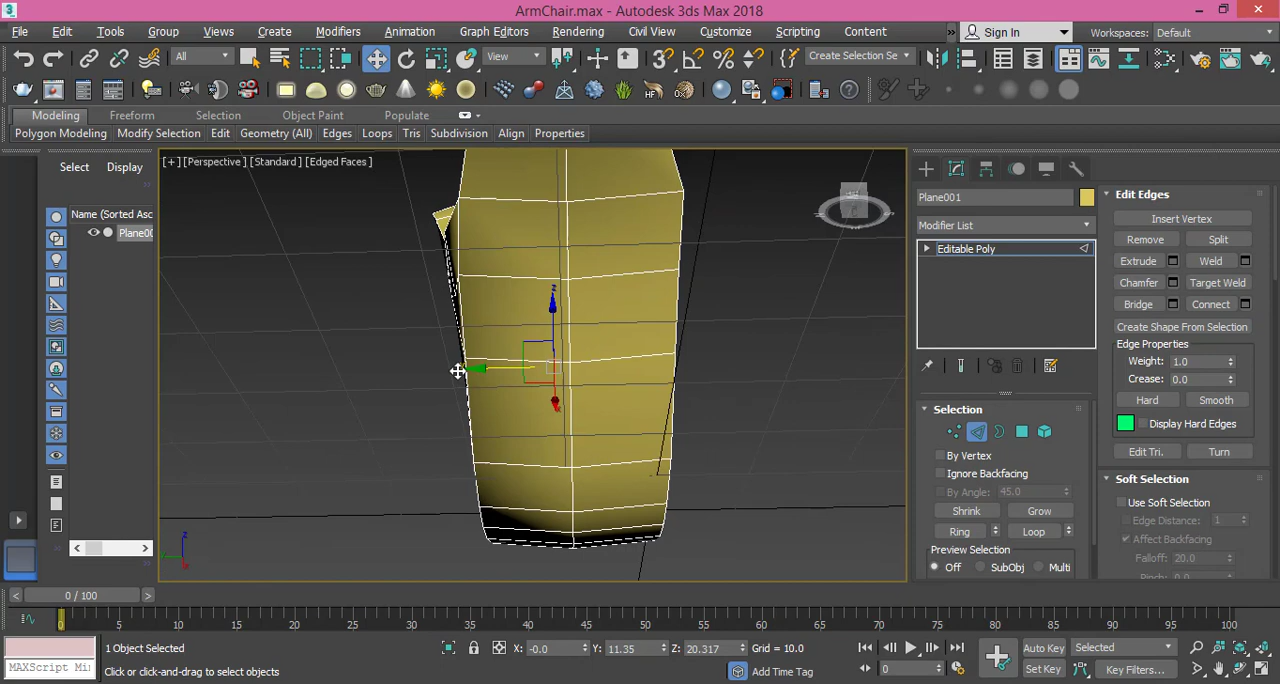 ArmChair.max - Autodesk 3ds Max 2018
File Edit Tools Group Views Create Modifiers Animation Graph Editors Rendering Civil View Customize Scripting Content » Sign In Workspaces: Default
All View Create Selection Se
Modeling Freeform Selection Object Paint Populate
Polygon Modeling Modify Selection Edit Geometry (All) Edges Loops Tris Subdivision Align Properties
Select Display
Name (Sorted Asc
Plane00
[+] [Perspective] [Standard] [Edged Faces]
z
z
Plane001
Modifier List
Editable Poly
Selection
By Vertex
Ignore Backfacing
By Angle: 45.0
Shrink Grow
Ring Loop
Preview Selection
Off SubObj Multi
Edit Edges
Insert Vertex
Remove Split
Extrude Weld
Chamfer Target Weld
Bridge Connect
Create Shape From Selection
Edge Properties
Weight: 1.0
Crease: 0.0
Hard Smooth
Display Hard Edges
Edit Tri. Turn
Soft Selection
Use Soft Selection
Edge Distance: 1
Affect Backfacing
Falloff: 20.0
Pinch: 0.0
< 0 / 100 >
0 5 10 15 20 25 30 35 40 45 50 55 60 65 70 75 80 85 90 95 100
MAXScript Mi
1 Object Selected
Click or click-and-drag to select objects
X: -0.0 Y: 11.35 Z: 20.317 Grid = 10.0
Add Time Tag
0
Auto Key Selected
Set Key Key Filters...